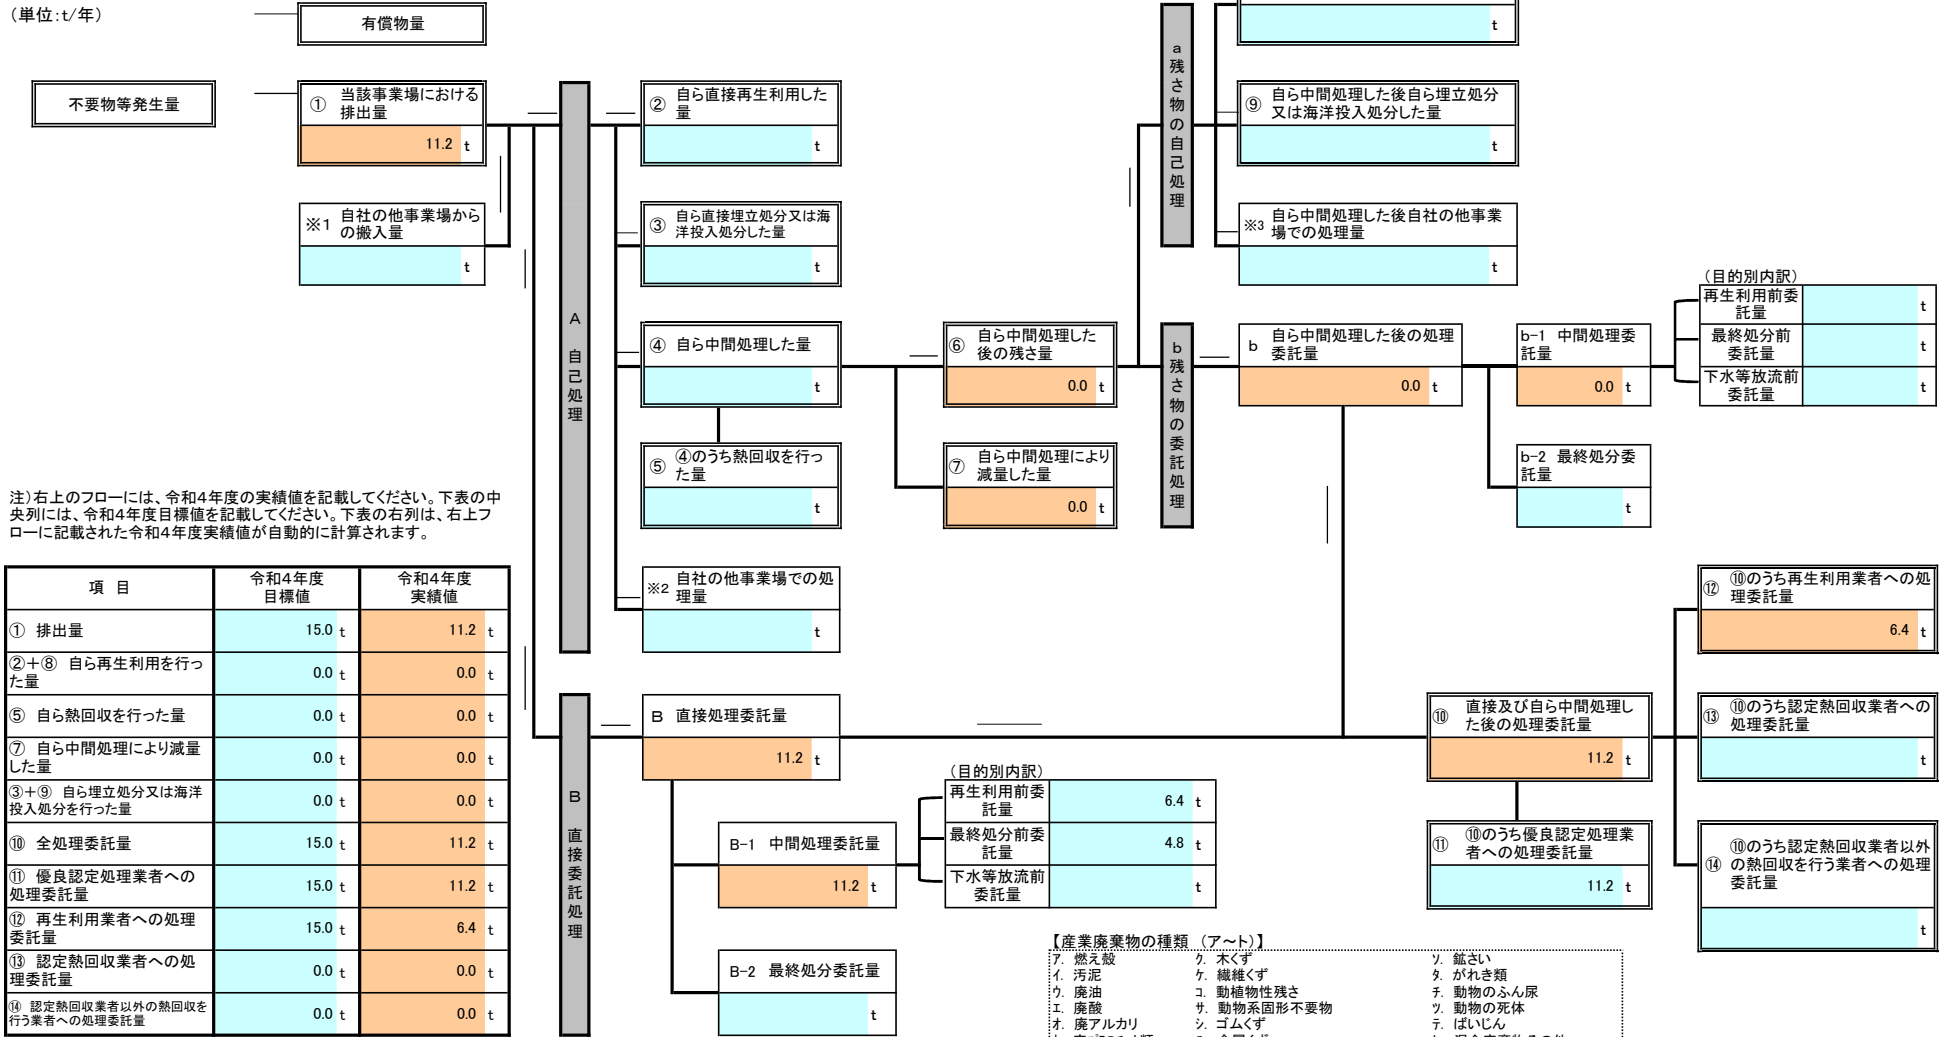 (単位:t/年)
有償物量
不要物等発生量
① 当該事業場における
排出量
11.2 t
※1 自社の他事業場から
の搬入量
t
A
自己処理
② 自ら直接再生利用した
量
t
③ 自ら直接埋立処分又は海
洋投入処分した量
t
④ 自ら中間処理した量
t
⑤ ④のうち熱回収を行っ
た量
t
※2 自社の他事業場での処
理量
t
⑥ 自ら中間処理した
後の残さ量
0.0 t
⑦ 自ら中間処理により
減量した量
0.0 t
a
残さ物の自己処理
t
⑨ 自ら中間処理した後自ら埋立処分
又は海洋投入処分した量
t
※3 自ら中間処理した後自社の他事業
場での処理量
t
b
残さ物の委託処理
b 自ら中間処理した後の処理
委託量
0.0 t
b-1 中間処理委
託量
0.0 t
b-2 最終処分委
託量
t
(目的別内訳)
再生利用前委
託量
t
最終処分前
委託量
t
下水等放流前
委託量
t
注)右上のフローには、令和4年度の実績値を記載してください。下表の中
央列には、令和4年度目標値を記載してください。下表の右列は、右上フ
ローに記載された令和4年度実績値が自動的に計算されます。
項 目
令和4年度
目標値
令和4年度
実績値
① 排出量 15.0 t 11.2 t
②+⑧ 自ら再生利用を行っ
た量 0.0 t 0.0 t
⑤ 自ら熱回収を行った量 0.0 t 0.0 t
⑦ 自ら中間処理により減量
した量 0.0 t 0.0 t
③+⑨ 自ら埋立処分又は海洋
投入処分を行った量 0.0 t 0.0 t
⑩ 全処理委託量 15.0 t 11.2 t
⑪ 優良認定処理業者への
処理委託量 15.0 t 11.2 t
⑫ 再生利用業者への処理
委託量 15.0 t 6.4 t
⑬ 認定熱回収業者への処
理委託量 0.0 t 0.0 t
⑭ 認定熱回収業者以外の熱回収を
行う業者への処理委託量 0.0 t 0.0 t
B
直接委託処理
B 直接処理委託量
11.2 t
B-1 中間処理委託量
11.2 t
B-2 最終処分委託量
t
(目的別内訳)
再生利用前委
託量
6.4 t
最終処分前委
託量
4.8 t
下水等放流前
委託量
t
⑩ 直接及び自ら中間処理し
た後の処理委託量
11.2 t
⑪ ⑩のうち優良認定処理業
者への処理委託量
11.2 t
⑫ ⑩のうち再生利用業者への処
理委託量
6.4 t
⑬ ⑩のうち認定熱回収業者への
処理委託量
t
⑭ ⑩のうち認定熱回収業者以外
の熱回収を行う業者への処理
委託量
t
【産業廃棄物の種類 (ア~ト)】
ア. 燃え殻 ク. 木くず ソ. 鉱さい
イ. 汚泥 ケ. 繊維くず タ. がれき類
ウ. 廃油 コ. 動植物性残さ チ. 動物のふん尿
エ. 廃酸 サ. 動物系固形不要物 ツ. 動物の死体
オ. 廃アルカリ シ. ゴムくず テ. ばいじん